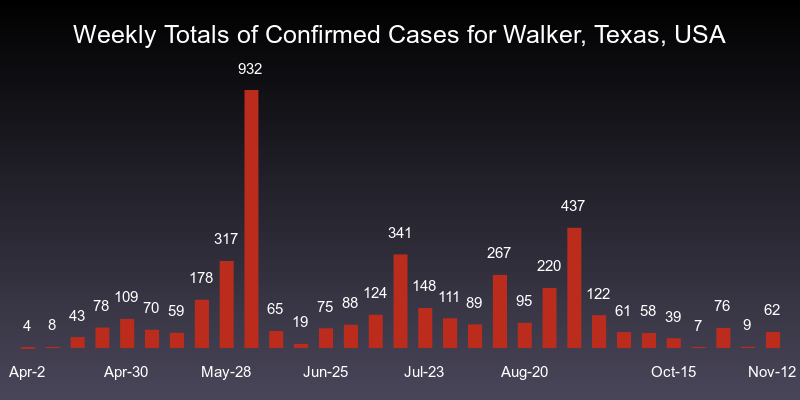 Weekly Totals of Confirmed Cases for Walker, Texas, USA
4 8 43 78 109 70 59 178 317 932 65 19 75 88 124 341 148 111 89 267 95 220 437 122 61 58 39 7 76 9 62
Apr-2 Apr-30 May-28 Jun-25 Jul-23 Aug-20 Oct-15 Nov-12